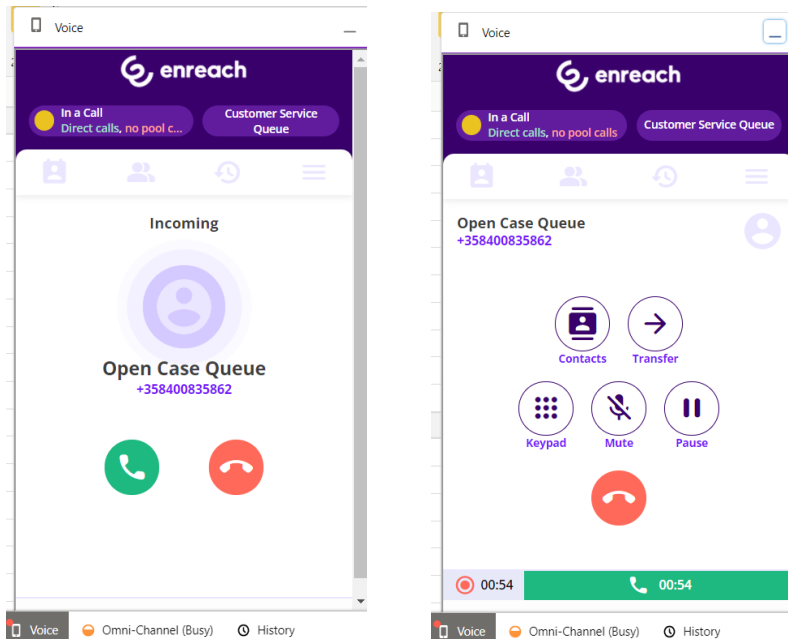 Voice
enreach
In a Call
Direct calls, no pool c...
Customer Service
Queue
Incoming
Open Case Queue
+358400835862
Voice
Omni-Channel (Busy)
History
Voice
enreach
In a Call
Direct calls, no pool calls
Customer Service Queue
Open Case Queue
+358400835862
Contacts
Transfer
Keypad
Mute
Pause
00:54
00:54
Voice
Omni-Channel (Busy)
History